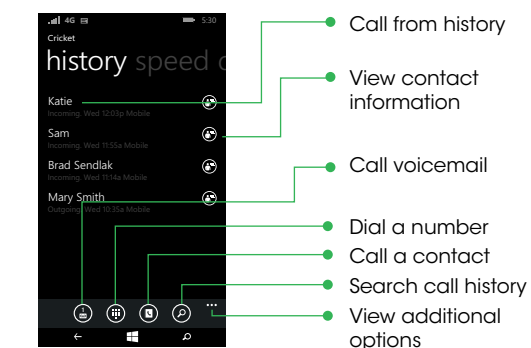 4G 5:30
Cricket
history speed d
Katie
Incoming. Wed 12:03p Mobile
Sam
Incoming. Wed 11:55a Mobile
Brad Sendlak
Incoming. Wed 11:14a Mobile
Mary Smith
Outgoing. Wed 10:35a Mobile
Call from history
View contact
information
Call voicemail
Dial a number
Call a contact
Search call history
View additional
options